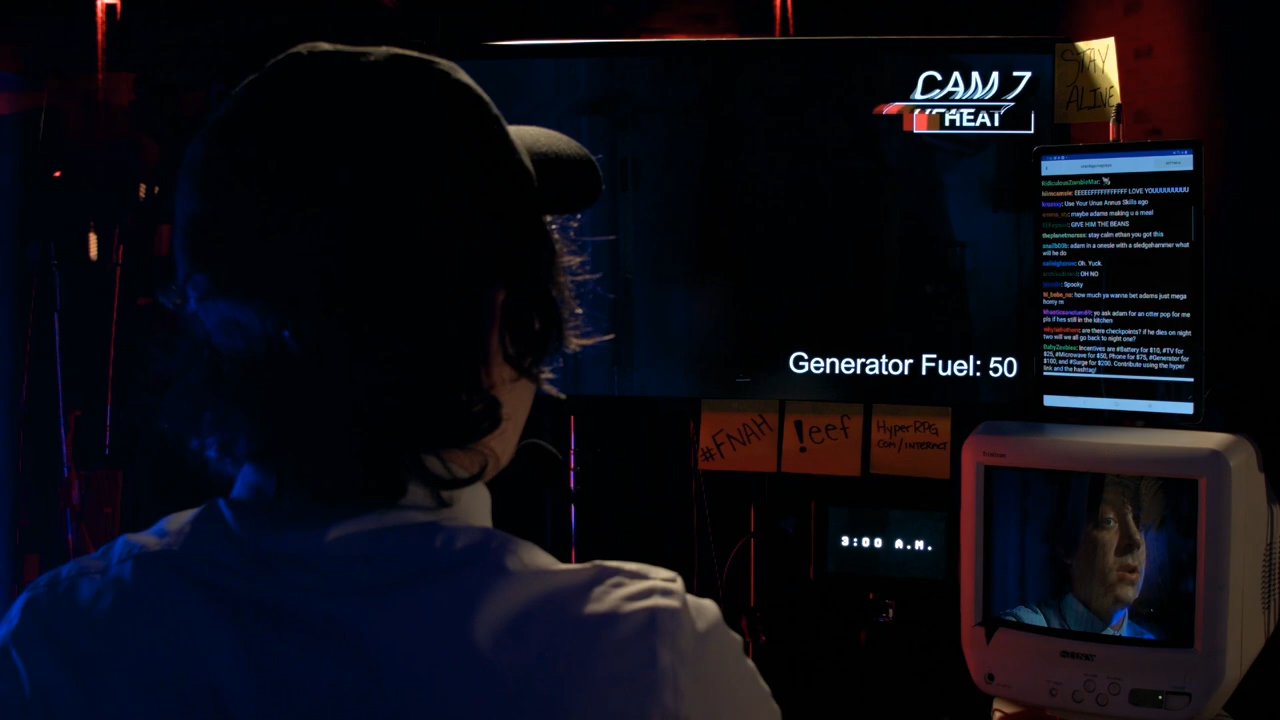 CAM 7
HEAT
STAY
ALIVE
RidiculousZombieMar:
EEEEEFFFFFFFFFFFF LOVE YOUUUUUUUUU
Use Your Unus Annus Skills ago
maybe adams making u a meal
GIVE HIM THE BEANS
theplanetmerson: stay calm ethan you got this
adam in a onesie with a sledgehammer what
will he do
Oh. Yuck.
OH NO
Spooky
how much ya wanna bet adams just mega
horny rn
yo ask adam for an otter pop for me
pls if hes still in the kitchen
are there checkpoints? if he dies on night
two will we all go back to night one?
BabyZombies: Incentives are #Battery for $10, #TV for
$25, #Microwave for $50, Phone for $75, #Generator for
$100, and #Surge for $200. Contribute using the hyper
link and the hashtag!
Generator Fuel: 50
#FNAH
!eef
HyperRPG
com/interact
3:00 A.M.